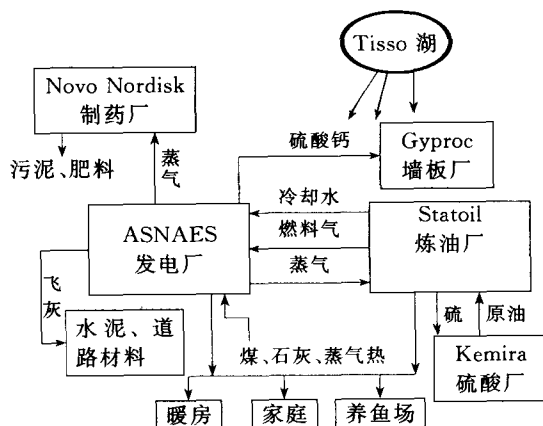 Tisso 湖
Novo Nordisk
制药厂
污泥、肥料
蒸气
硫酸钙
Gyproc
墙板厂
冷却水
燃料气
蒸气
ASNAES
发电厂
Statoil
炼油厂
飞灰
水泥、道
路材料
煤、石灰、蒸气热
硫
原油
Kemira
硫酸厂
暖房
家庭
养鱼场